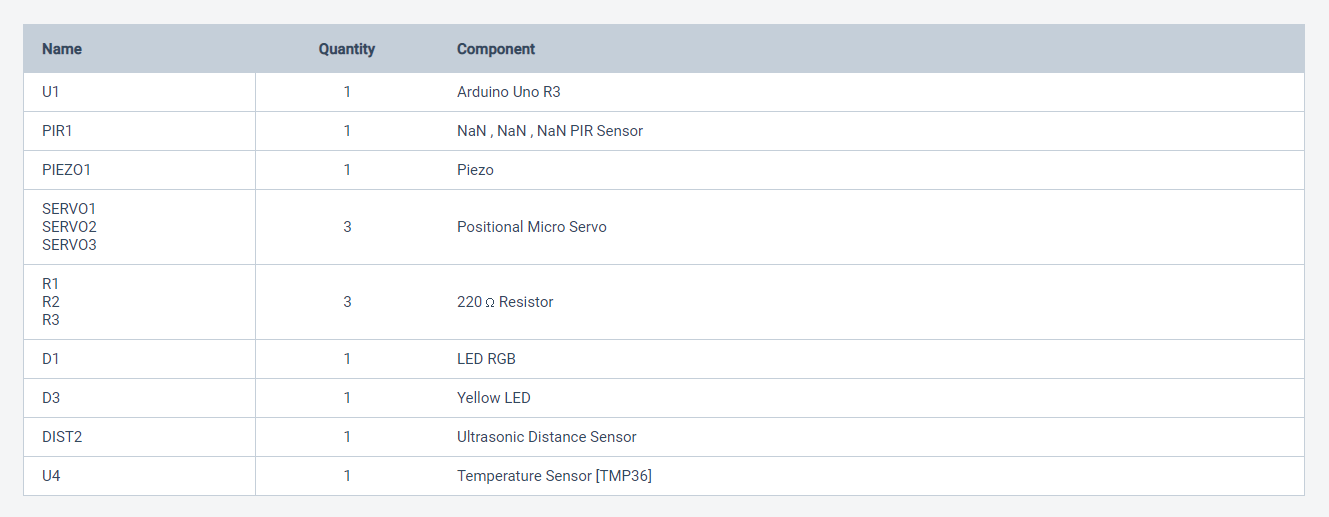 Name Quantity Component
U1 1 Arduino Uno R3
PIR1 1 NaN , NaN , NaN PIR Sensor
PIEZO1 1 Piezo
SERVO1
SERVO2 3 Positional Micro Servo
SERVO3
R1
R2 3 220 Ω Resistor
R3
D1 1 LED RGB
D3 1 Yellow LED
DIST2 1 Ultrasonic Distance Sensor
U4 1 Temperature Sensor [TMP36]